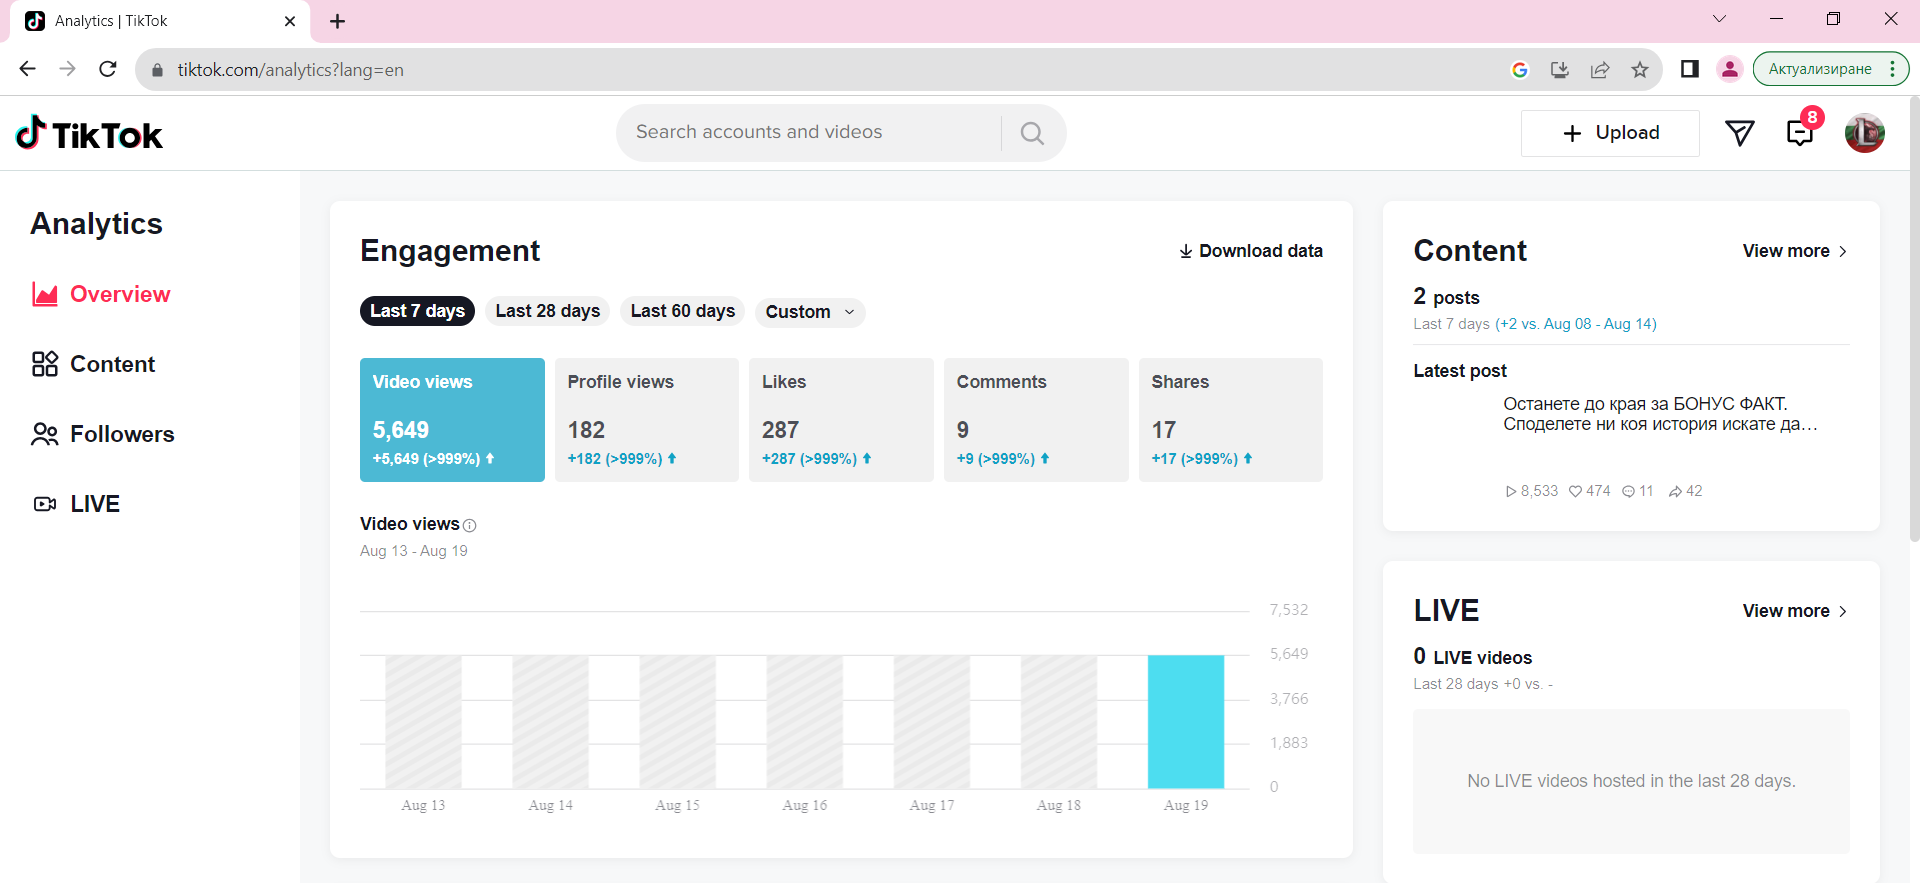 Analytics | TikTok
tiktok.com/analytics?lang=en
Актуализиране
TikTok
Search accounts and videos
Upload
8
Analytics
Overview
Content
Followers
LIVE
Engagement
Download data
Last 7 days
Last 28 days
Last 60 days
Custom
Video views
5,649
+5,649 (>999%)
Profile views
182
+182 (>999%)
Likes
287
+287 (>999%)
Comments
9
+9 (>999%)
Shares
17
+17 (>999%)
Video views
Aug 13 - Aug 19
7,532
5,649
3,766
1,883
0
Aug 13
Aug 14
Aug 15
Aug 16
Aug 17
Aug 18
Aug 19
Content
View more
2 posts
Last 7 days (+2 vs. Aug 08 - Aug 14)
Latest post
Останете до края за БОНУС ФАКТ.
Споделете ни коя история искате да…
8,533 474 11 42
LIVE
View more
0 LIVE videos
Last 28 days +0 vs. -
No LIVE videos hosted in the last 28 days.